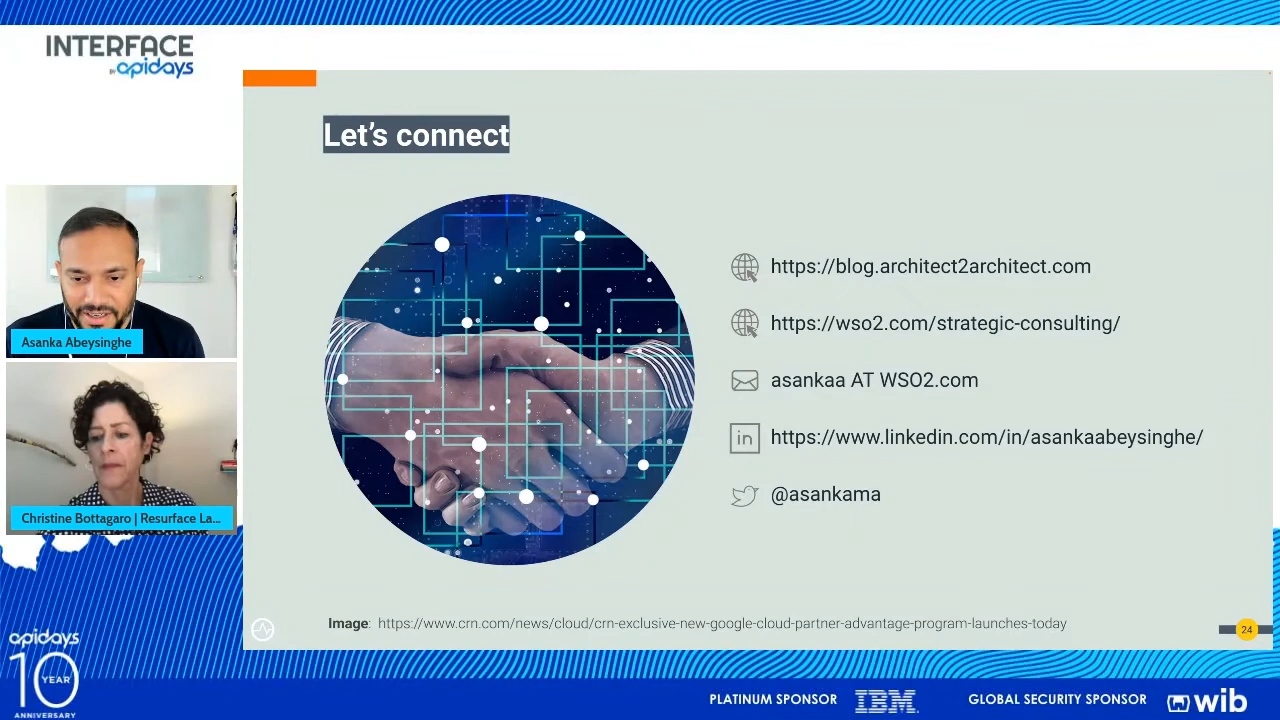 INTERFACE
BY apidays
Let's connect
Asanka Abeysinghe
Christine Bottagaro | Resurface La...
https://blog.architect2architect.com
https://wso2.com/strategic-consulting/
asankaa AT WSO2.com
in https://www.linkedin.com/in/asankaabeysinghe/
@asankama
Image: https://www.crn.com/news/cloud/crn-exclusive-new-google-cloud-partner-advantage-program-launches-today
24
apidays
10
YEAR
ANNIVERSARY
PLATINUM SPONSOR IBM GLOBAL SECURITY SPONSOR wib